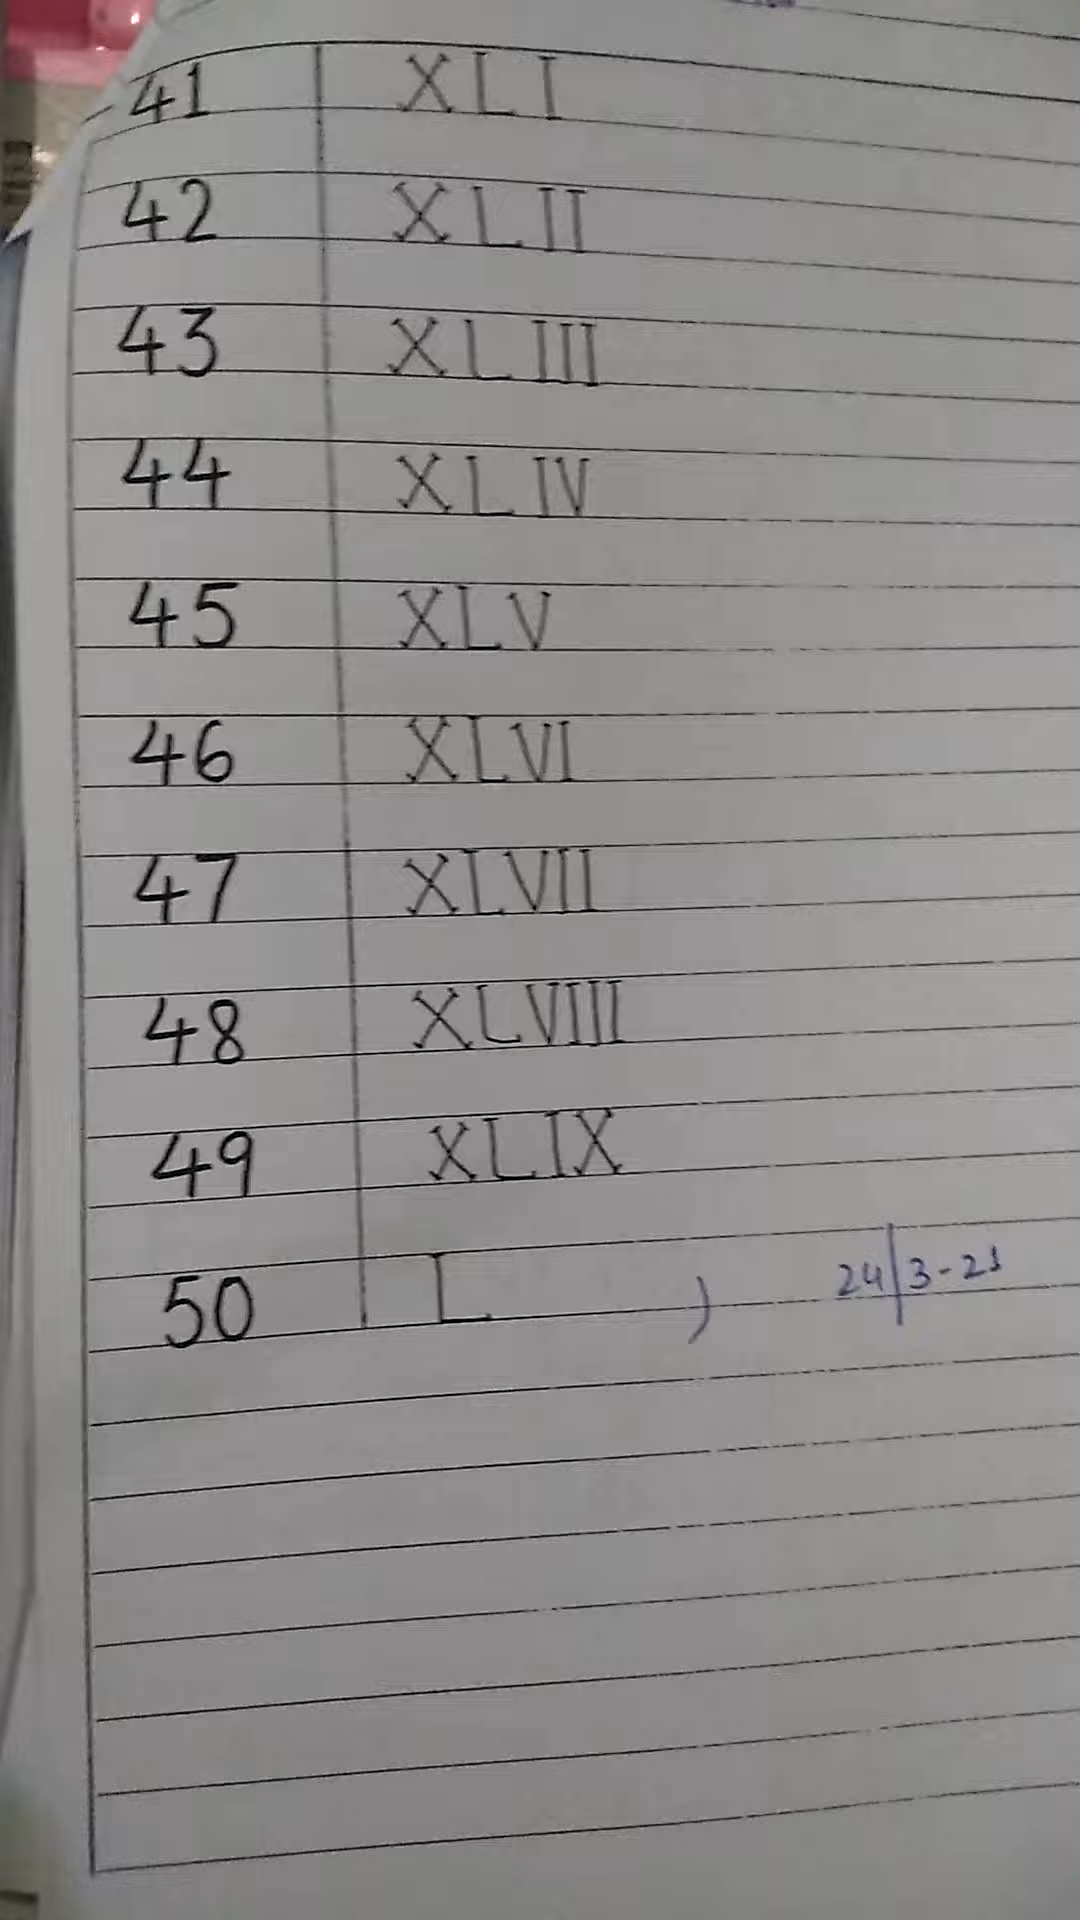 41 XLI
42 XLII
43 XLIII
44 XLIV
45 XLV
46 XLVI
47 XLVII
48 XLVIII
49 XLIX
50 L ) 24/3-21